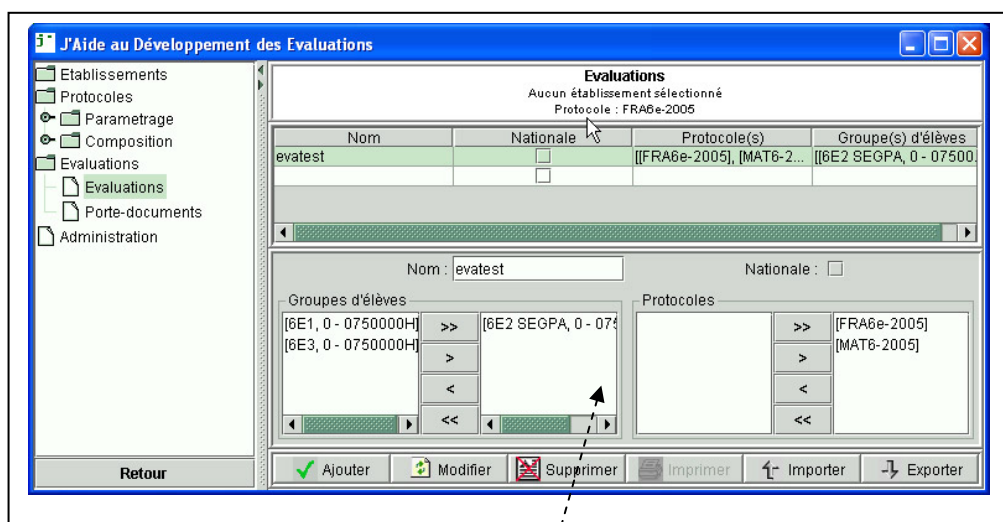 J'Aide au Développement des Evaluations
Etablissements
Protocoles
Parametrage
Composition
Evaluations
Evaluations
Porte-documents
Administration
Retour
Evaluations
Aucun établissement sélectionné
Protocole : FRA6e-2005
Nom Nationale Protocole(s) Groupe(s) d'élèves
evatest [[FRA6e-2005], [MAT6-2... [[6E2 SEGPA, 0 - 07500.
Nom : evatest Nationale :
Groupes d'élèves
[6E1, 0 - 0750000H]
[6E3, 0 - 0750000H]
>>
>
<
<<
[6E2 SEGPA, 0 - 075
Protocoles
>>
>
<
<<
[FRA6e-2005]
[MAT6-2005]
Ajouter Modifier Supprimer Imprimer Importer Exporter